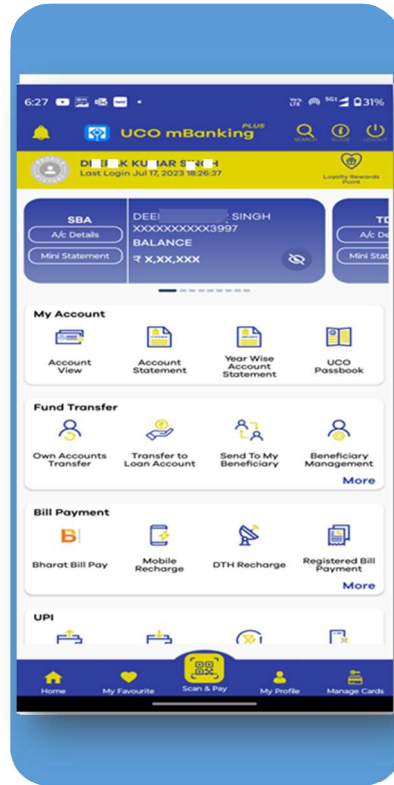 6:27
31%
UCO mBanking PLUS
SEARCH
LOGOUT
KU AR
Last Login Jul 17, 2023 18:26:37
Loyalty Rewards
Point
SBA
A/c Details
Mini Statement
DEE SINGH
XXXXXXXXXX3997
BALANCE
₹ X,XX,XXX
TD
A/c De
Mini Stat
My Account
Account
View
Account
Statement
Year Wise
Account
Statement
UCO
Passbook
Fund Transfer
Own Accounts
Transfer
Transfer to
Loan Account
Send To My
Beneficiary
Beneficiary
Management
More
Bill Payment
Bharat Bill Pay
Mobile
Recharge
DTH Recharge
Registered Bill
Payment
More
UPI
Home
My Favourite
Scan & Pay
My Profile
Manage Cards